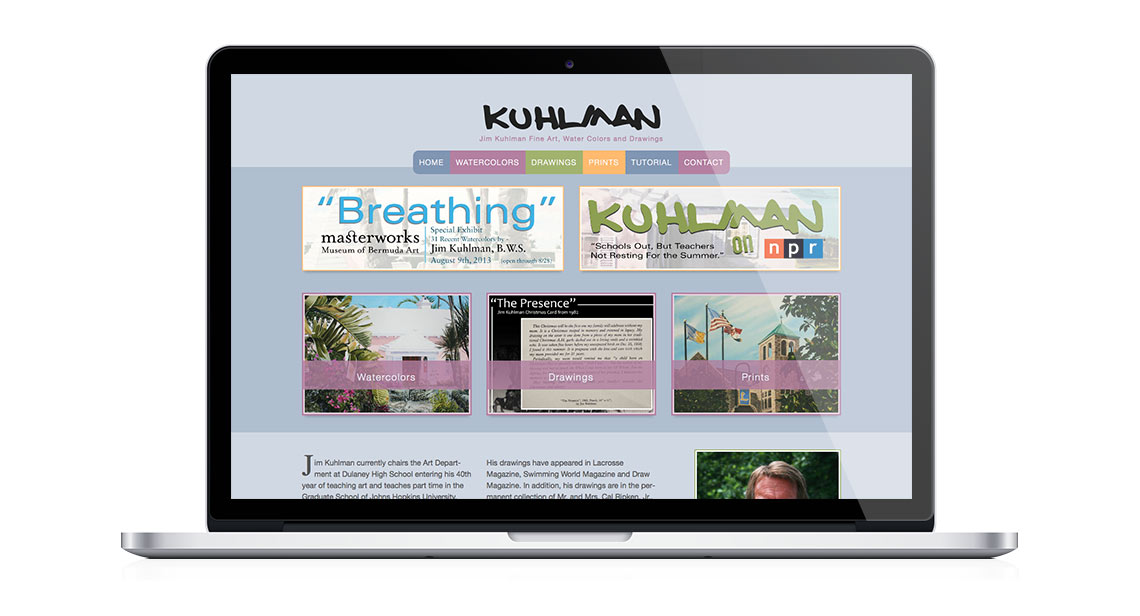 KUHLMAN
Jim Kuhlman Fine Art, Water Colors and Drawings
HOME WATERCOLORS DRAWINGS PRINTS TUTORIAL CONTACT
“Breathing”
masterworks
Museum of Bermuda Art
Special Exhibit
31 Recent Watercolors by -
Jim Kuhlman, B.W.S.
August 9th, 2013 (open through 8/28)
KUHLMAN
on npr
“Schools Out, But Teachers
Not Resting For the Summer.”
Watercolors
“The Presence”
Jim Kuhlman Christmas Card from 1982
Drawings
Prints
Jim Kuhlman currently chairs the Art Depart-
ment at Dulaney High School entering his 40th
year of teaching art and teaches part time in the
Graduate School of Johns Hopkins University.
His drawings have appeared in Lacrosse
Magazine, Swimming World Magazine and Draw
Magazine. In addition, his drawings are in the per-
manent collection of Mr. and Mrs. Cal Ripken, Jr.